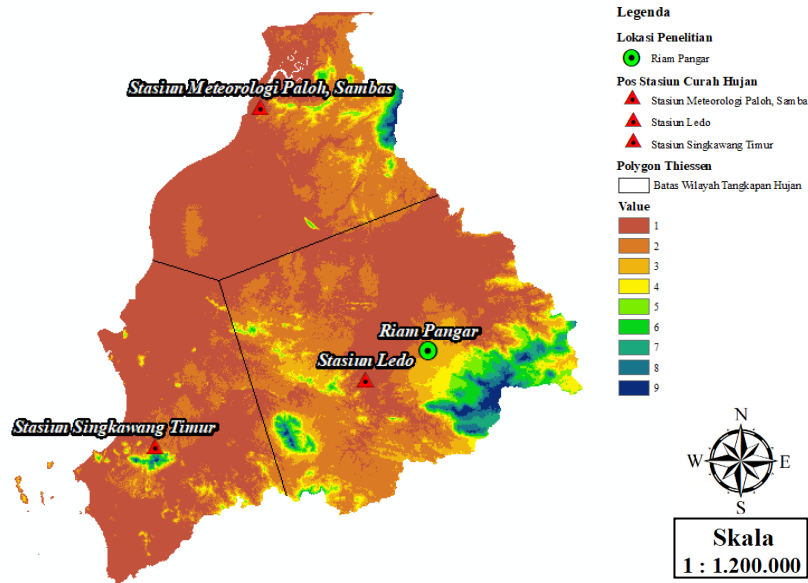 Stasiun Meteorologi Paloh, Sambas
Riam Pangar
Stasiun Ledo
Stasiun Singkawang Timur
Legenda
Lokasi Penelitian
Riam Pangar
Pos Stasiun Curah Hujan
Stasiun Meteorologi Paloh, Samba
Stasiun Ledo
Stasiun Singkawang Timur
Polygon Thiessen
Batas Wilayah Tangkapan Hujan
Value
1
2
3
4
5
6
7
8
9
N
W E
S
Skala
1 : 1.200.000